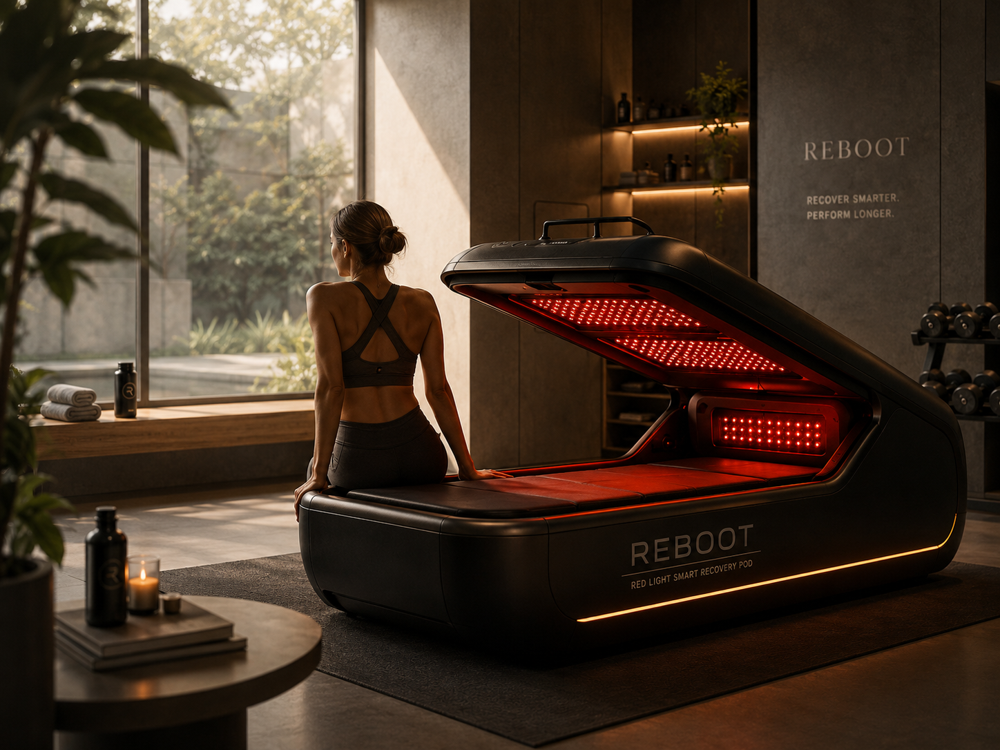 REBOOT
RECOVER SMARTER.
PERFORM LONGER.
REBOOT
RED LIGHT SMART RECOVERY POD
R
R